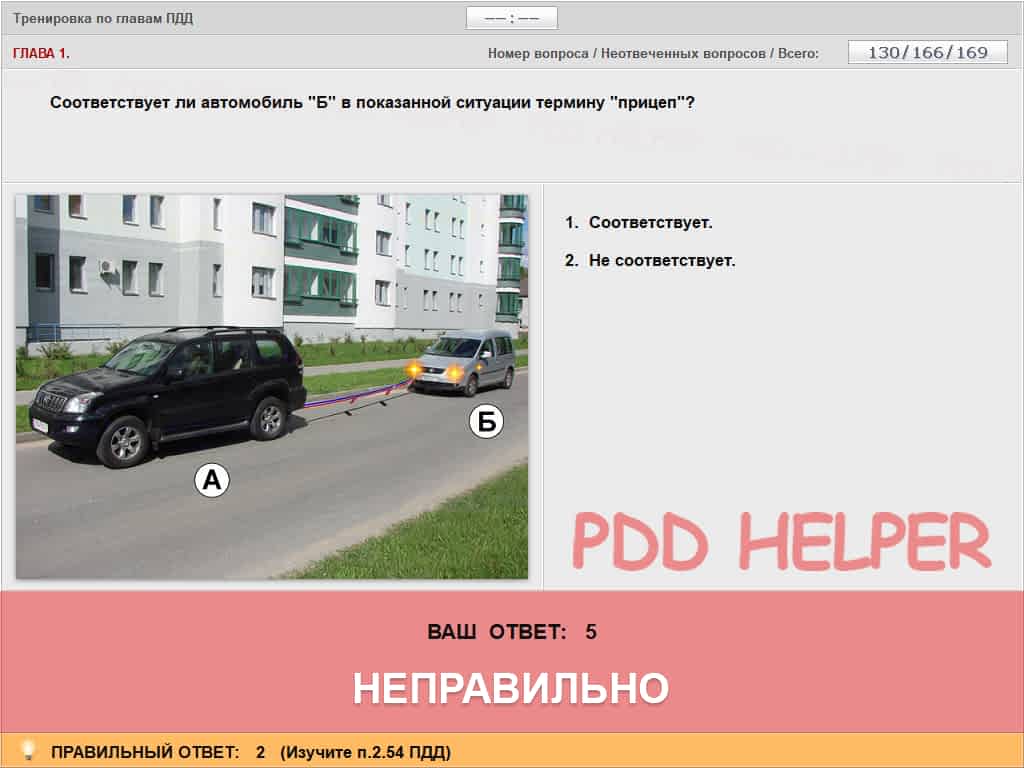 Тренировка по главам ПДД
—— : ——
ГЛАВА 1.
Номер вопроса / Неотвеченных вопросов / Всего:
130/166/169
Соответствует ли автомобиль "Б" в показанной ситуации термину "прицеп"?
1. Соответствует.
2. Не соответствует.
Б
А
PDD HELPER
ВАШ ОТВЕТ: 5
НЕПРАВИЛЬНО
ПРАВИЛЬНЫЙ ОТВЕТ: 2 (Изучите п.2.54 ПДД)